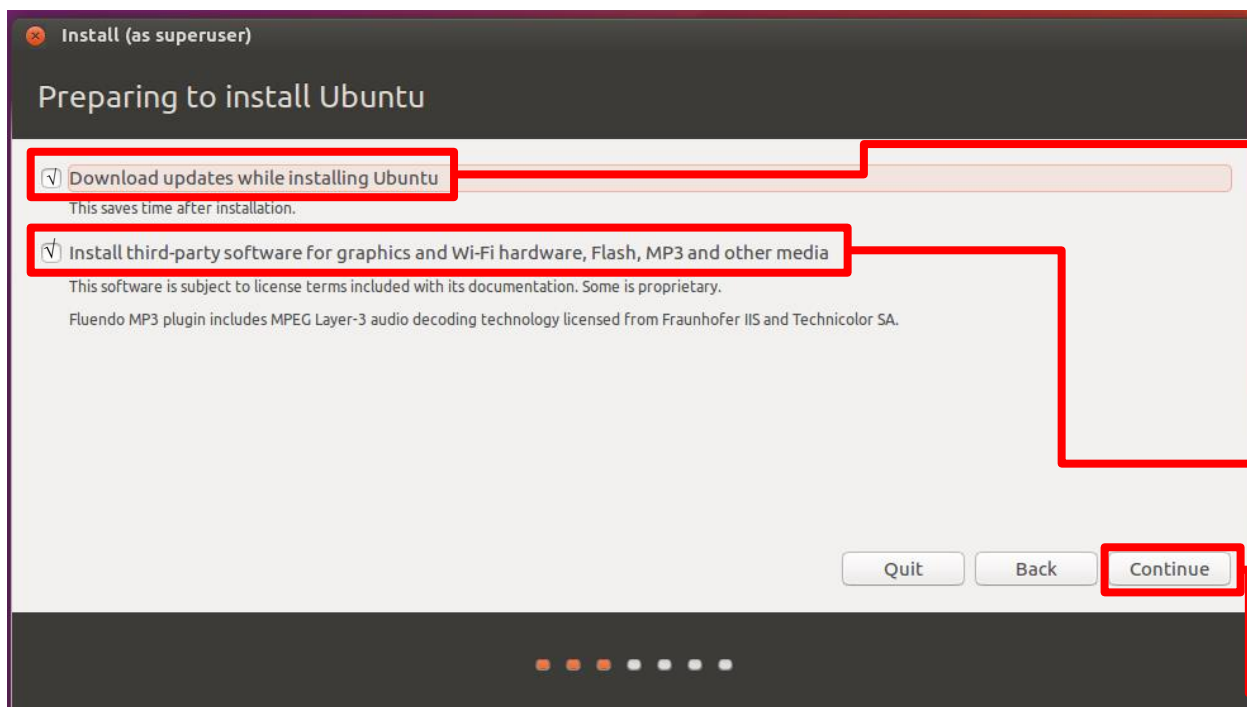 Install (as superuser)
Preparing to install Ubuntu
Download updates while installing Ubuntu
This saves time after installation.
Install third-party software for graphics and Wi-Fi hardware, Flash, MP3 and other media
This software is subject to license terms included with its documentation. Some is proprietary.
Fluendo MP3 plugin includes MPEG Layer-3 audio decoding technology licensed from Fraunhofer IIS and Technicolor SA.
Quit Back Continue